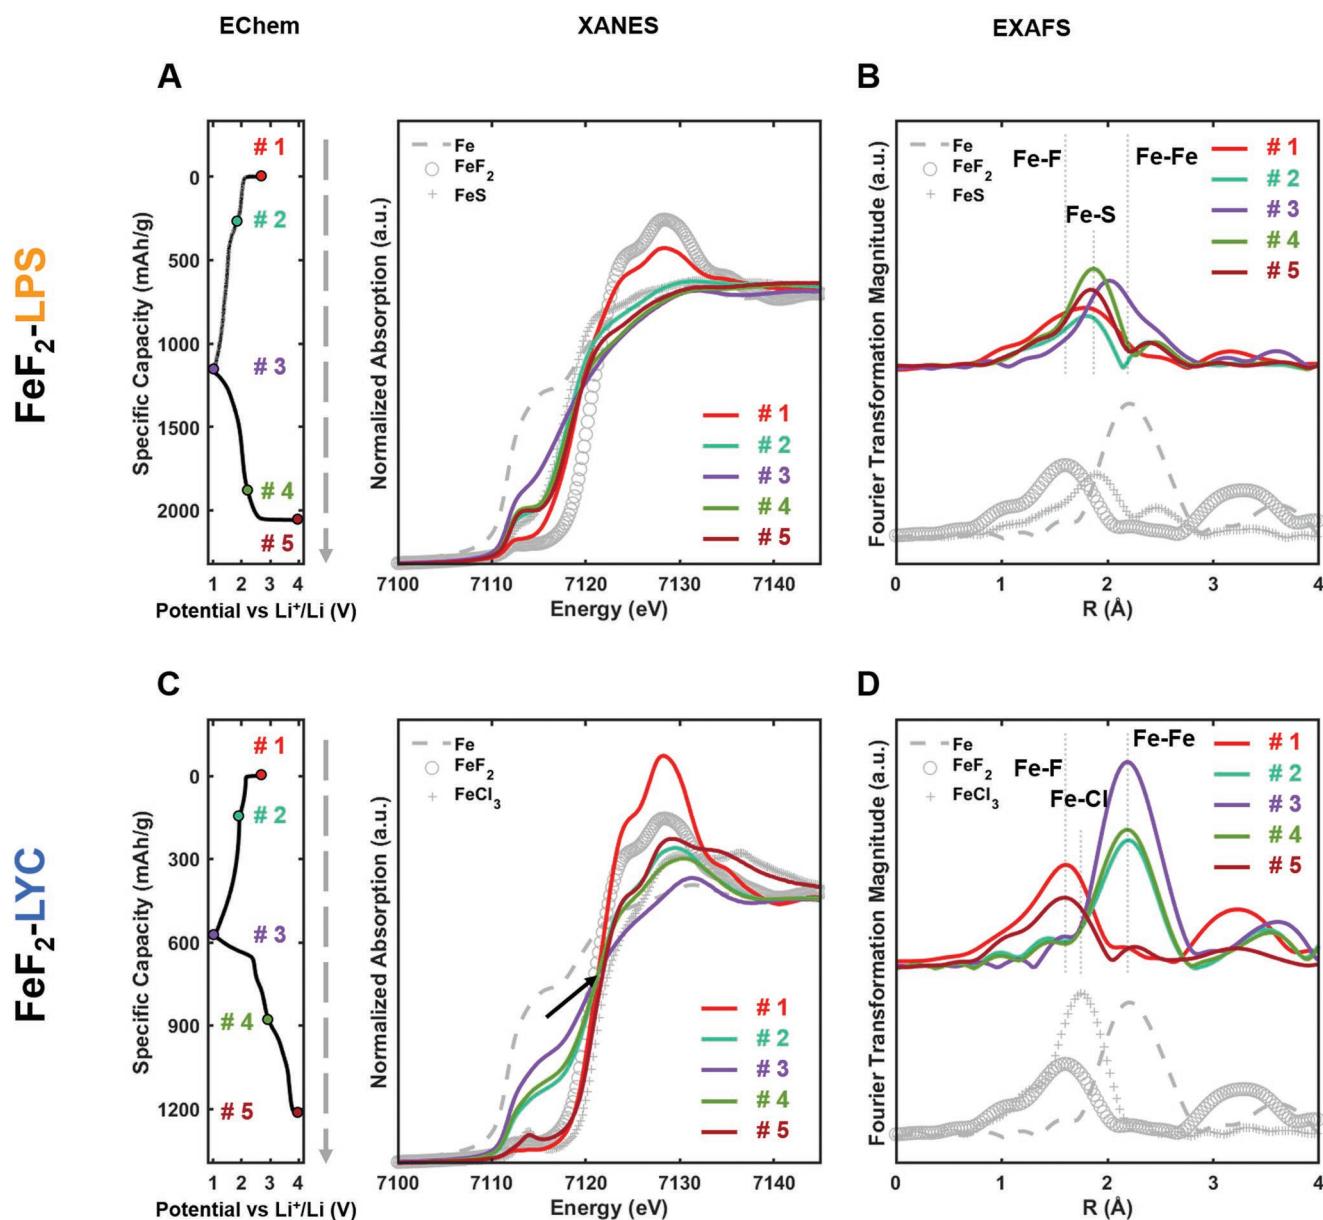 EChem
XANES
EXAFS
A
B
FeF2-LPS
Specific Capacity (mAh/g)
0
500
1000
1500
2000
# 1
# 2
# 3
# 4
# 5
1 2 3 4
Potential vs Li+/Li (V)
Normalized Absorption (a.u.)
Fe
FeF2
FeS
# 1
# 2
# 3
# 4
# 5
7100 7110 7120 7130 7140
Energy (eV)
Fourier Transformation Magnitude (a.u.)
Fe
FeF2
FeS
Fe-F
Fe-S
Fe-Fe
# 1
# 2
# 3
# 4
# 5
0 1 2 3 4
R (Å)
C
D
FeF2-LYC
Specific Capacity (mAh/g)
0
300
600
900
1200
# 1
# 2
# 3
# 4
# 5
1 2 3 4
Potential vs Li+/Li (V)
Normalized Absorption (a.u.)
Fe
FeF2
FeCl3
# 1
# 2
# 3
# 4
# 5
7100 7110 7120 7130 7140
Energy (eV)
Fourier Transformation Magnitude (a.u.)
Fe
FeF2
FeCl3
Fe-F
Fe-Cl
Fe-Fe
# 1
# 2
# 3
# 4
# 5
0 1 2 3 4
R (Å)